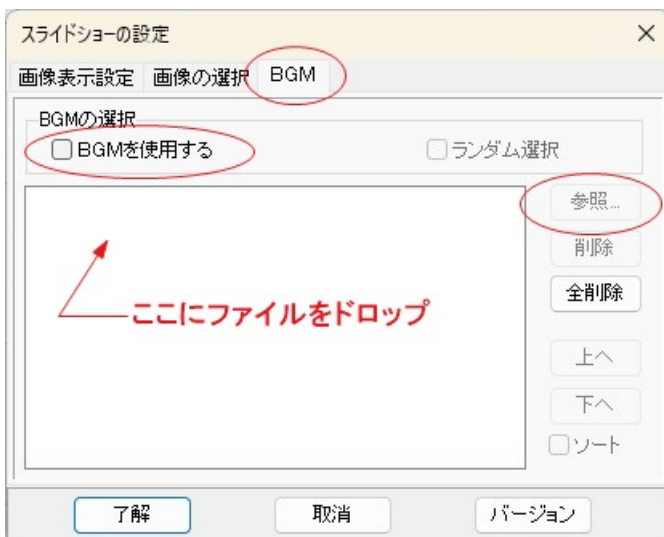 スライドショーの設定
画像表示設定 画像の選択 BGM
BGMの選択
BGMを使用する ランダム選択
参照...
削除
全削除
ここにファイルをドロップ
上へ
下へ
ソート
了解 取消 バージョン